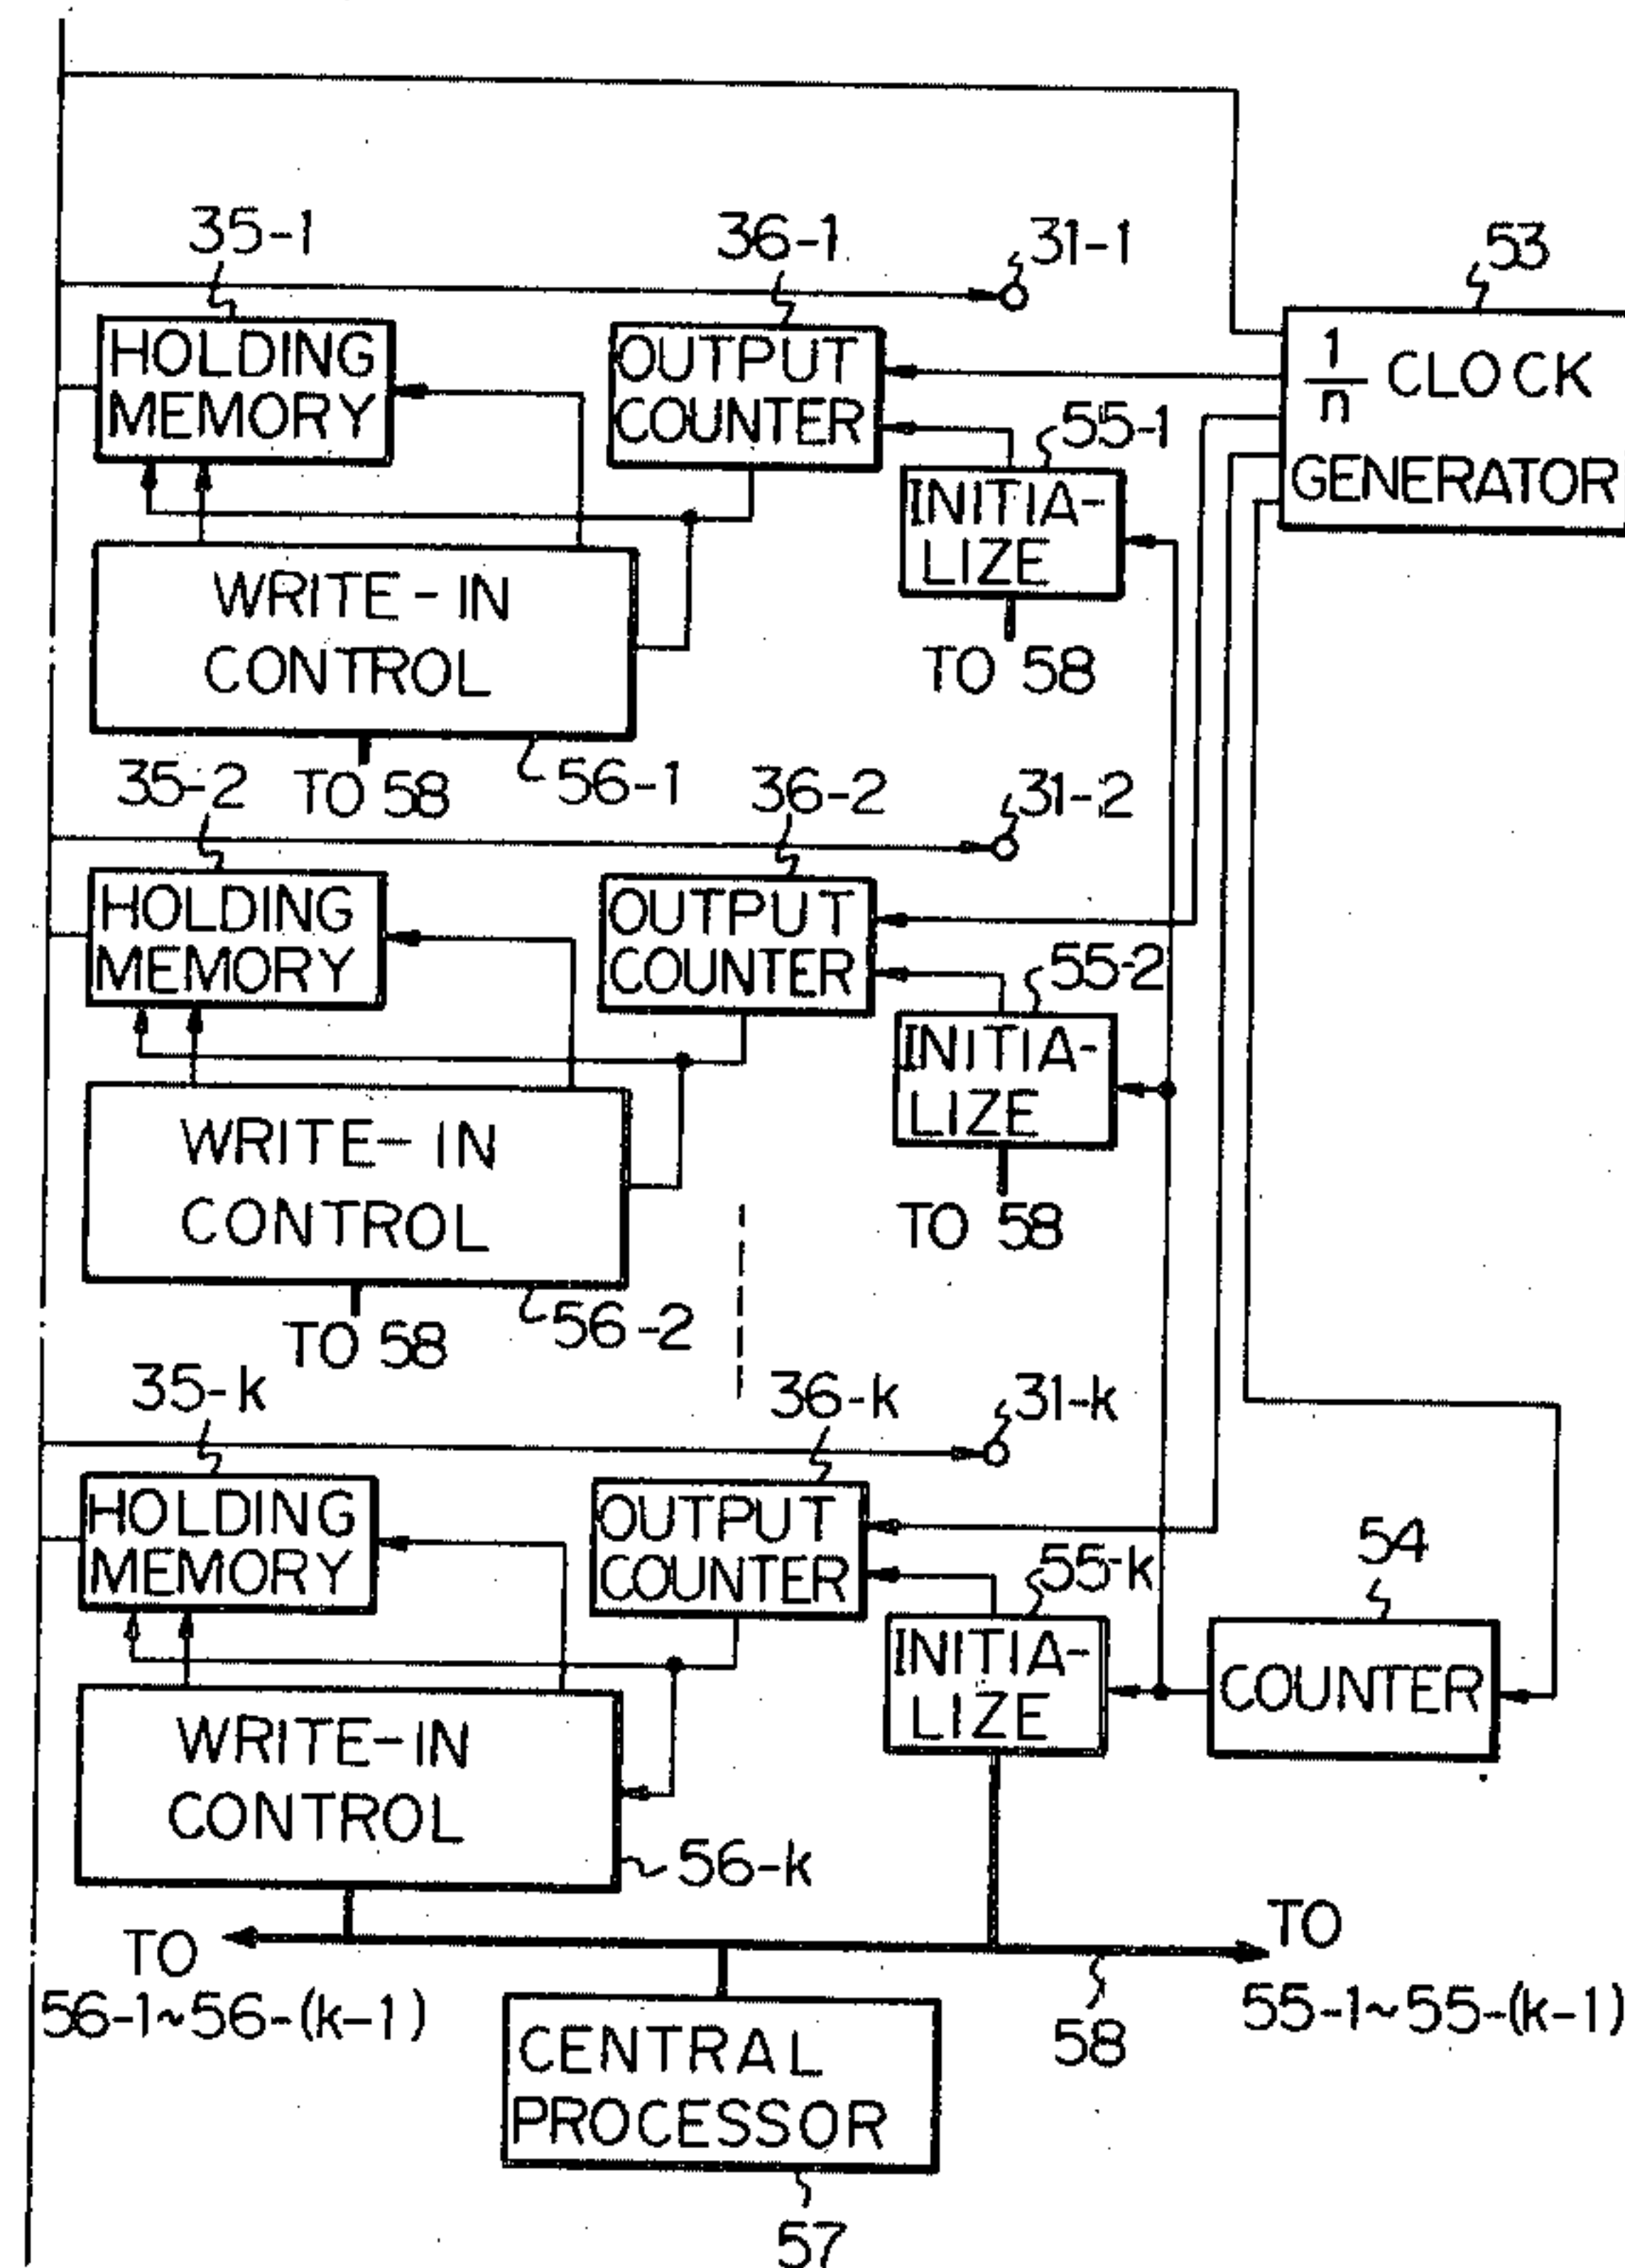 35-1
36-1
31-1
53
HOLDING
MEMORY
OUTPUT
COUNTER
1
n
CLOCK
GENERATOR
55-1
INITIA-
LIZE
TO 58
WRITE-IN
CONTROL
TO 58
56-1
35-2
36-2
31-2
HOLDING
MEMORY
OUTPUT
COUNTER
55-2
INITIA-
LIZE
TO 58
WRITE-IN
CONTROL
TO 58
56-2
35-k
36-k
31-k
HOLDING
MEMORY
OUTPUT
COUNTER
55-k
INITIA-
LIZE
54
COUNTER
WRITE-IN
CONTROL
56-k
TO
56-1~56-(k-1)
TO
55-1~55-(k-1)
58
CENTRAL
PROCESSOR
57